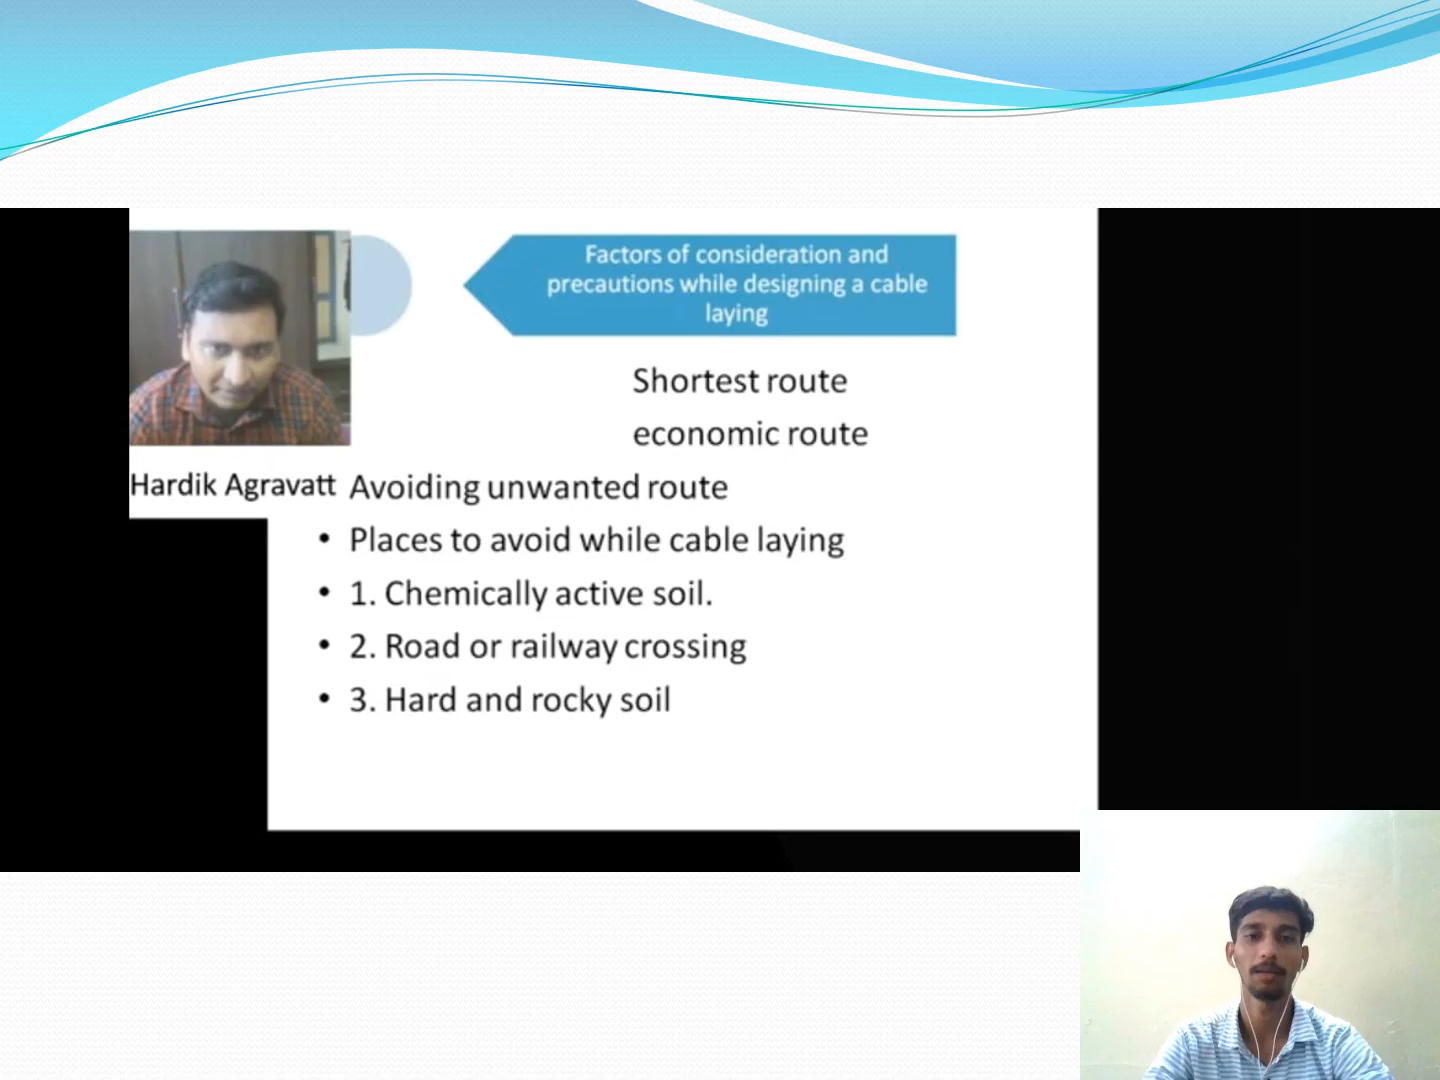 Factors of consideration and
precautions while designing a cable
laying
Shortest route
economic route
Hardik Agravatt
Avoiding unwanted route
• Places to avoid while cable laying
• 1. Chemically active soil.
• 2. Road or railway crossing
• 3. Hard and rocky soil